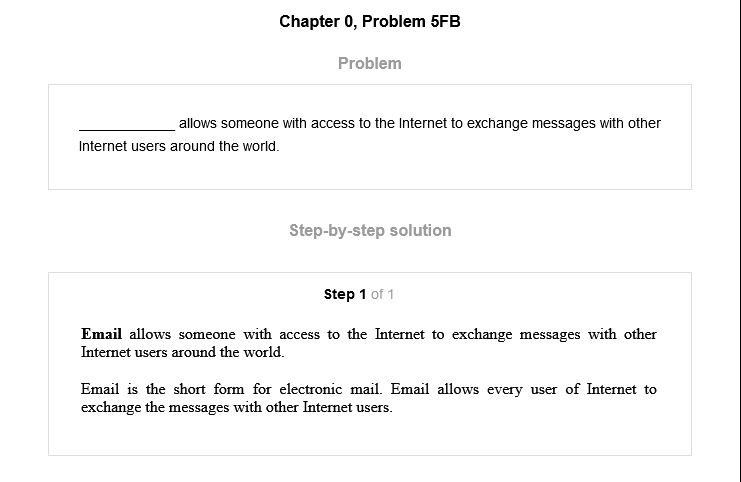 Chapter 0, Problem 5FB
Problem
____________ allows someone with access to the Internet to exchange messages with other
Internet users around the world.
Step-by-step solution
Step 1 of 1
Email allows someone with access to the Internet to exchange messages with other
Internet users around the world.
Email is the short form for electronic mail. Email allows every user of Internet to
exchange the messages with other Internet users.